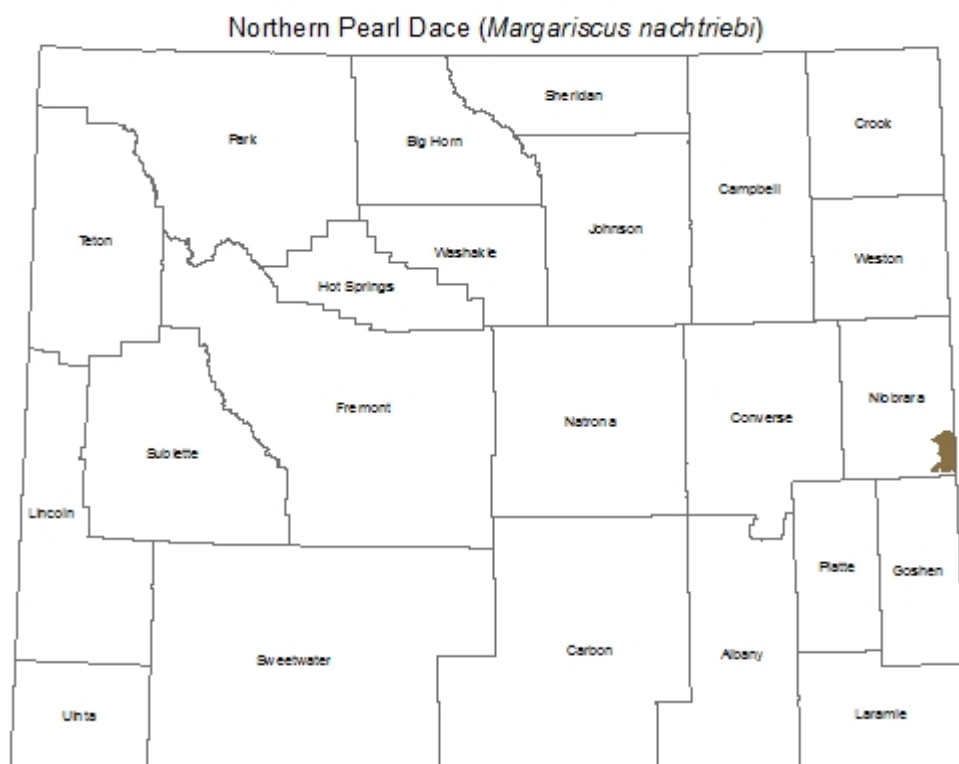 Northern Pearl Dace (Margariscus nachtriebi)
Sheridan
Crook
Park
Big Horn
Campbell
Johnson
Teton
Washakie
Weston
Hot Springs
Niobrara
Fremont
Natrona
Converse
Sublette
Lincoln
Platte
Goshen
Carbon
Albany
Sweetwater
Uinta
Laramie